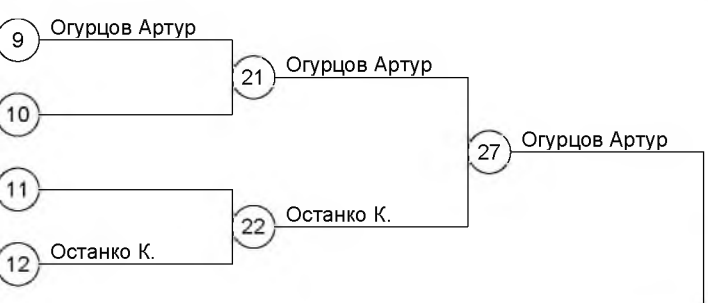 9 Огурцов Артур
21 Огурцов Артур
10
27 Огурцов Артур
11
22 Останко К.
12 Останко К.